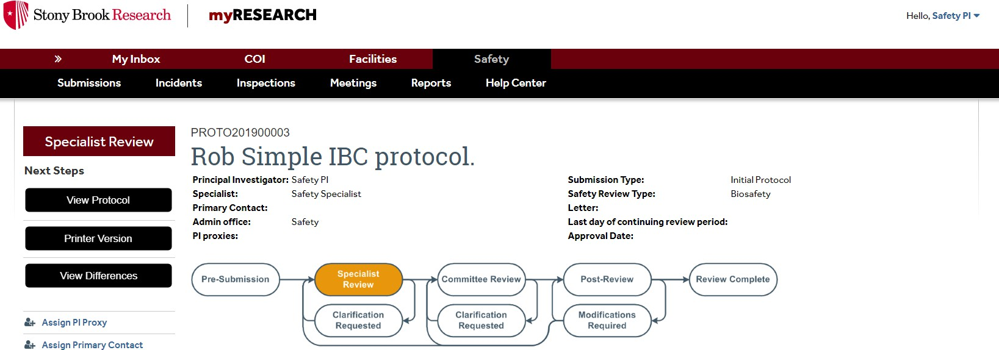 Stony Brook Research
myRESEARCH
Hello, Safety PI
My Inbox COI Facilities Safety
Submissions Incidents Inspections Meetings Reports Help Center
Specialist Review
Next Steps
View Protocol
Printer Version
View Differences
Assign PI Proxy
Assign Primary Contact
PROTO201900003
Rob Simple IBC protocol.
Principal Investigator: Safety PI
Specialist: Safety Specialist
Primary Contact:
Admin office: Safety
PI proxies:
Submission Type: Initial Protocol
Safety Review Type: Biosafety
Letter:
Last day of continuing review period:
Approval Date:
Pre-Submission
Specialist
Review
Committee Review
Post-Review
Review Complete
Clarification
Requested
Clarification
Requested
Modifications
Required